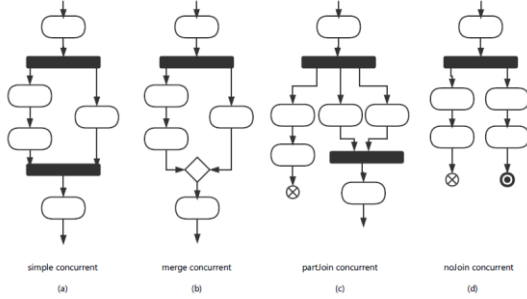 simple concurrent
merge concurrent
partJoin concurrent
noJoin concurrent
(a)
(b)
(c)
(d)